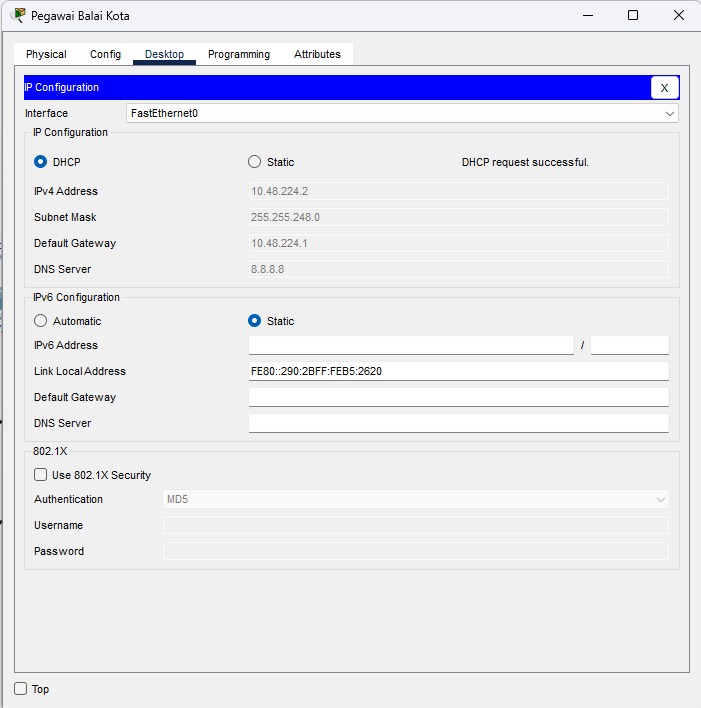 Pegawai Balai Kota
Physical Config Desktop Programming Attributes
IP Configuration X
Interface FastEthernet0
IP Configuration
DHCP Static DHCP request successful.
IPv4 Address 10.48.224.2
Subnet Mask 255.255.248.0
Default Gateway 10.48.224.1
DNS Server 8.8.8.8
IPv6 Configuration
Automatic Static
IPv6 Address /
Link Local Address FE80::290:2BFF:FEB5:2620
Default Gateway
DNS Server
802.1X
Use 802.1X Security
Authentication MD5
Username
Password
Top